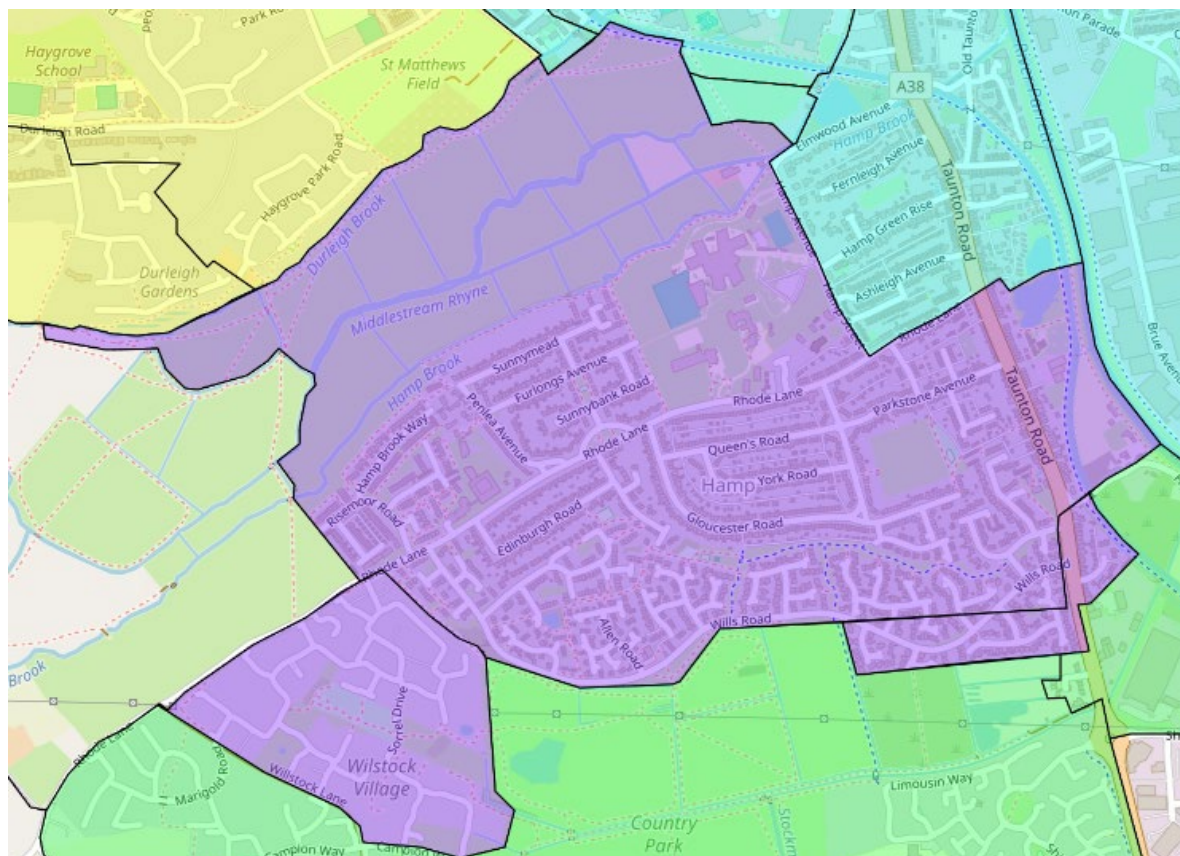 Park Road
Haygrove
School
St Matthews
Field
Durleigh Road
Haygrove Park Road
Durleigh
Gardens
Durleigh Brook
Middlestream Rhyne
Hamp Brook
A38
Old Taunton
Elmwood Avenue
Hamp Brook
Fernleigh Avenue
Taunton Road
Hamp Avenue
Hamp Green Rise
Ashleigh Avenue
Brue Avenue
Sunnymead
Furlongs Avenue
Sunnybank Road
Penlea Avenue
Hamp Brook Way
Rhode Lane
Rhode Lane
Parkstone Avenue
Taunton Road
Queen's Road
York Road
Hamp
Gloucester Road
Risemoor Road
Edinburgh Road
Rhode Lane
Wills Road
Wills Road
Allen Road
Brook
Sorrel Drive
Rhode Lane
Marigold Road
Willstock Lane
Wilstock
Village
Limousin Way
Country
Park
Campion Way